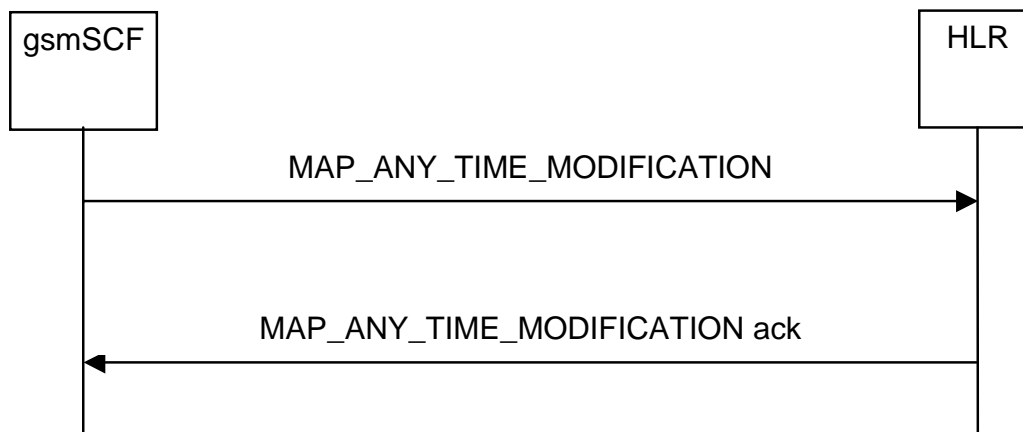 gsmSCF
HLR
MAP_ANY_TIME_MODIFICATION
MAP_ANY_TIME_MODIFICATION ack